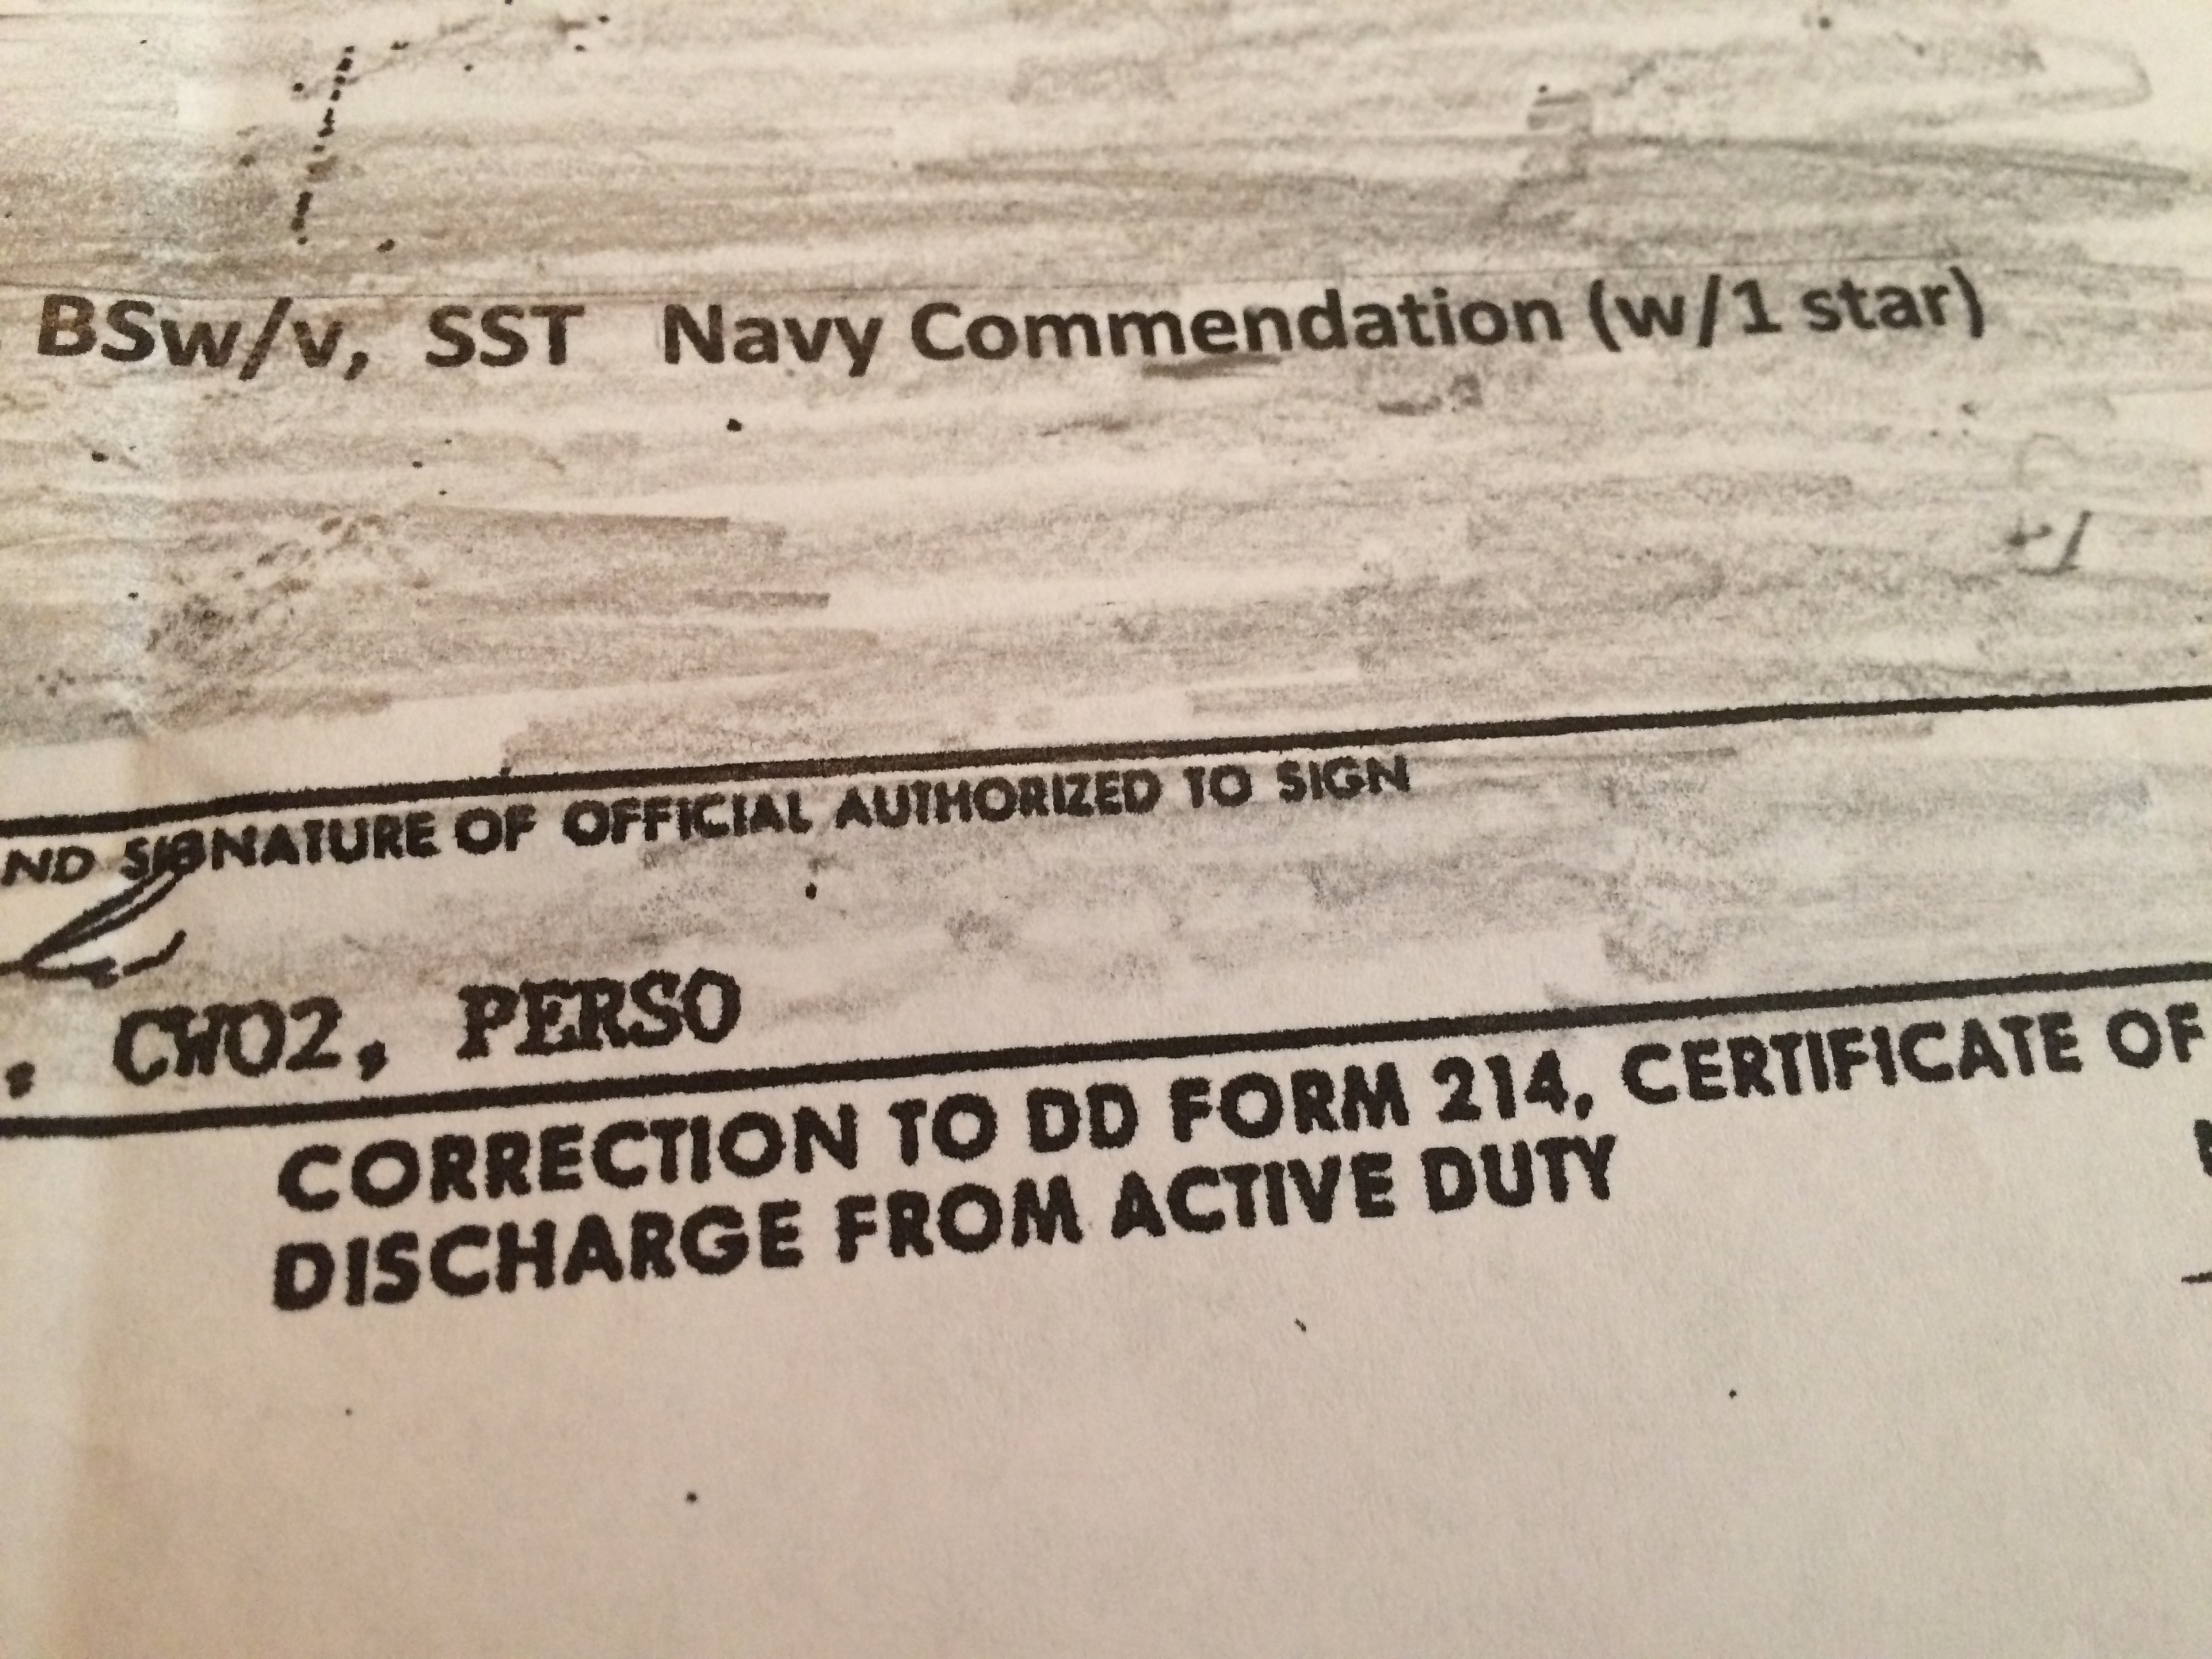 BSw/v, SST Navy Commendation (w/1 star)
ND SIGNATURE OF OFFICIAL AUTHORIZED TO SIGN
. CWO2, PERSO
CORRECTION TO DD FORM 214, CERTIFICATE OF
DISCHARGE FROM ACTIVE DUTY